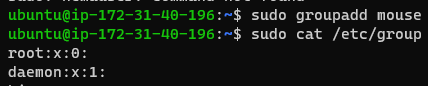 ubuntu@ip-172-31-40-196:~$ sudo groupadd mouse
ubuntu@ip-172-31-40-196:~$ sudo cat /etc/group
root:x:0:
daemon:x:1: